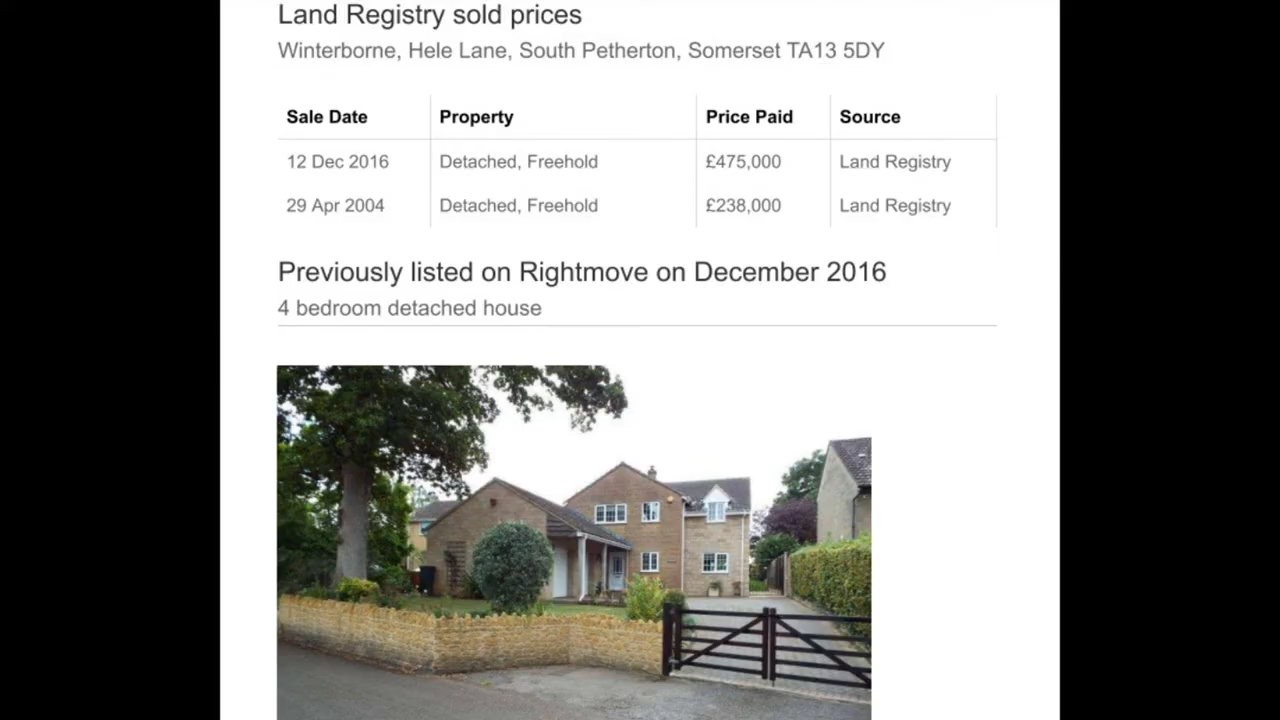 Land Registry sold prices
Winterborne, Hele Lane, South Petherton, Somerset TA13 5DY
Sale Date Property Price Paid Source
12 Dec 2016 Detached, Freehold £475,000 Land Registry
29 Apr 2004 Detached, Freehold £238,000 Land Registry
Previously listed on Rightmove on December 2016
4 bedroom detached house